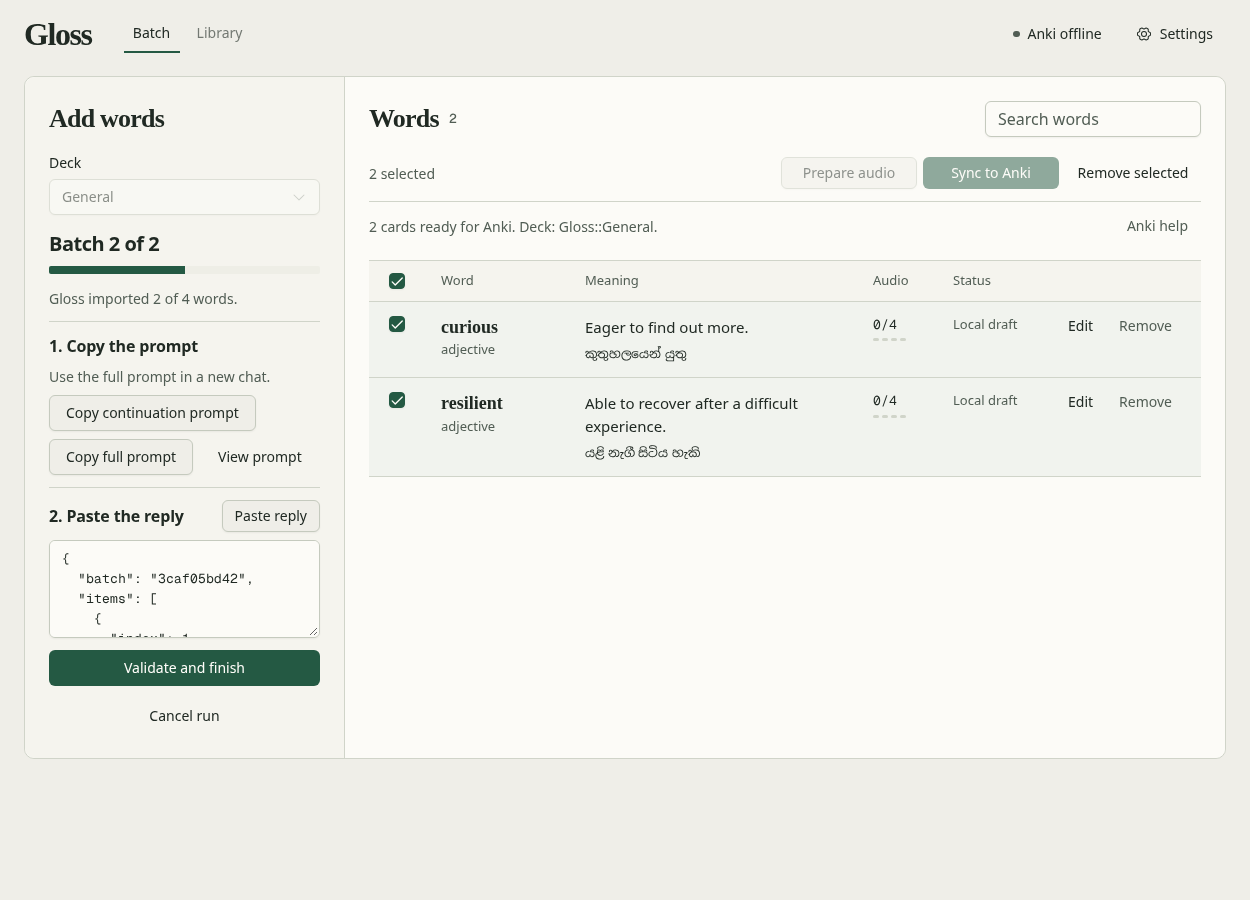 Gloss
Batch
Library
Anki offline
Settings
Add words
Deck
General
Batch 2 of 2
Gloss imported 2 of 4 words.
1. Copy the prompt
Use the full prompt in a new chat.
Copy continuation prompt
Copy full prompt
View prompt
2. Paste the reply
Paste reply
{
"batch": "3caf05bd42",
"items": [
{
"index": 1
Validate and finish
Cancel run
Words 2
Search words
2 selected
Prepare audio
Sync to Anki
Remove selected
2 cards ready for Anki. Deck: Gloss::General.
Anki help
Word
Meaning
Audio
Status
curious
adjective
Eager to find out more.
කුතුහලයෙන් යුතු
0/4
Local draft
Edit
Remove
resilient
adjective
Able to recover after a difficult
experience.
යළි නැගී සිටිය හැකි
0/4
Local draft
Edit
Remove